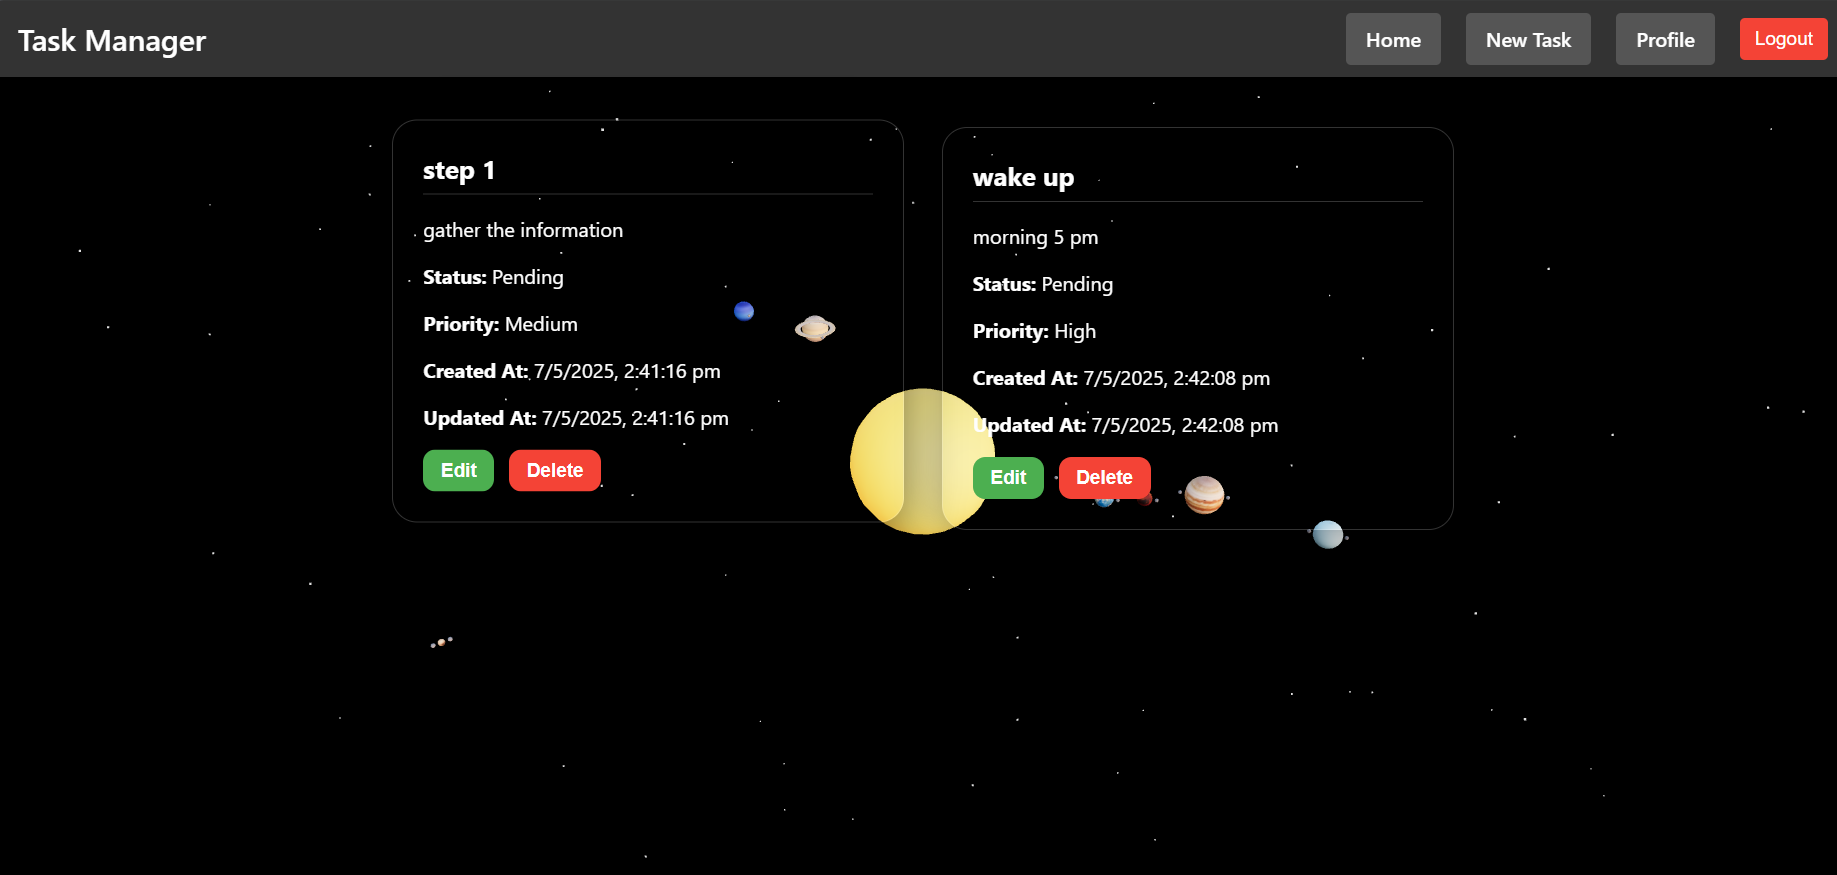 Task Manager
Home
New Task
Profile
Logout
step 1
gather the information
Status: Pending
Priority: Medium
Created At: 7/5/2025, 2:41:16 pm
Updated At: 7/5/2025, 2:41:16 pm
Edit
Delete
wake up
morning 5 pm
Status: Pending
Priority: High
Created At: 7/5/2025, 2:42:08 pm
Updated At: 7/5/2025, 2:42:08 pm
Edit
Delete